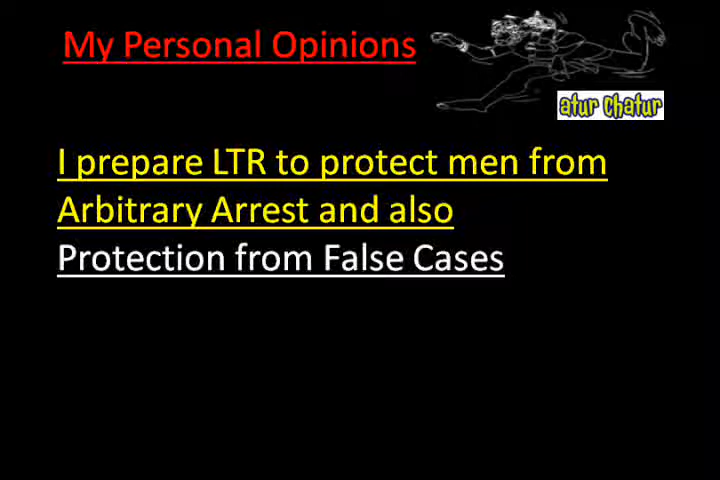 My Personal Opinions
atur chatur
I prepare LTR to protect men from
Arbitrary Arrest and also
Protection from False Cases